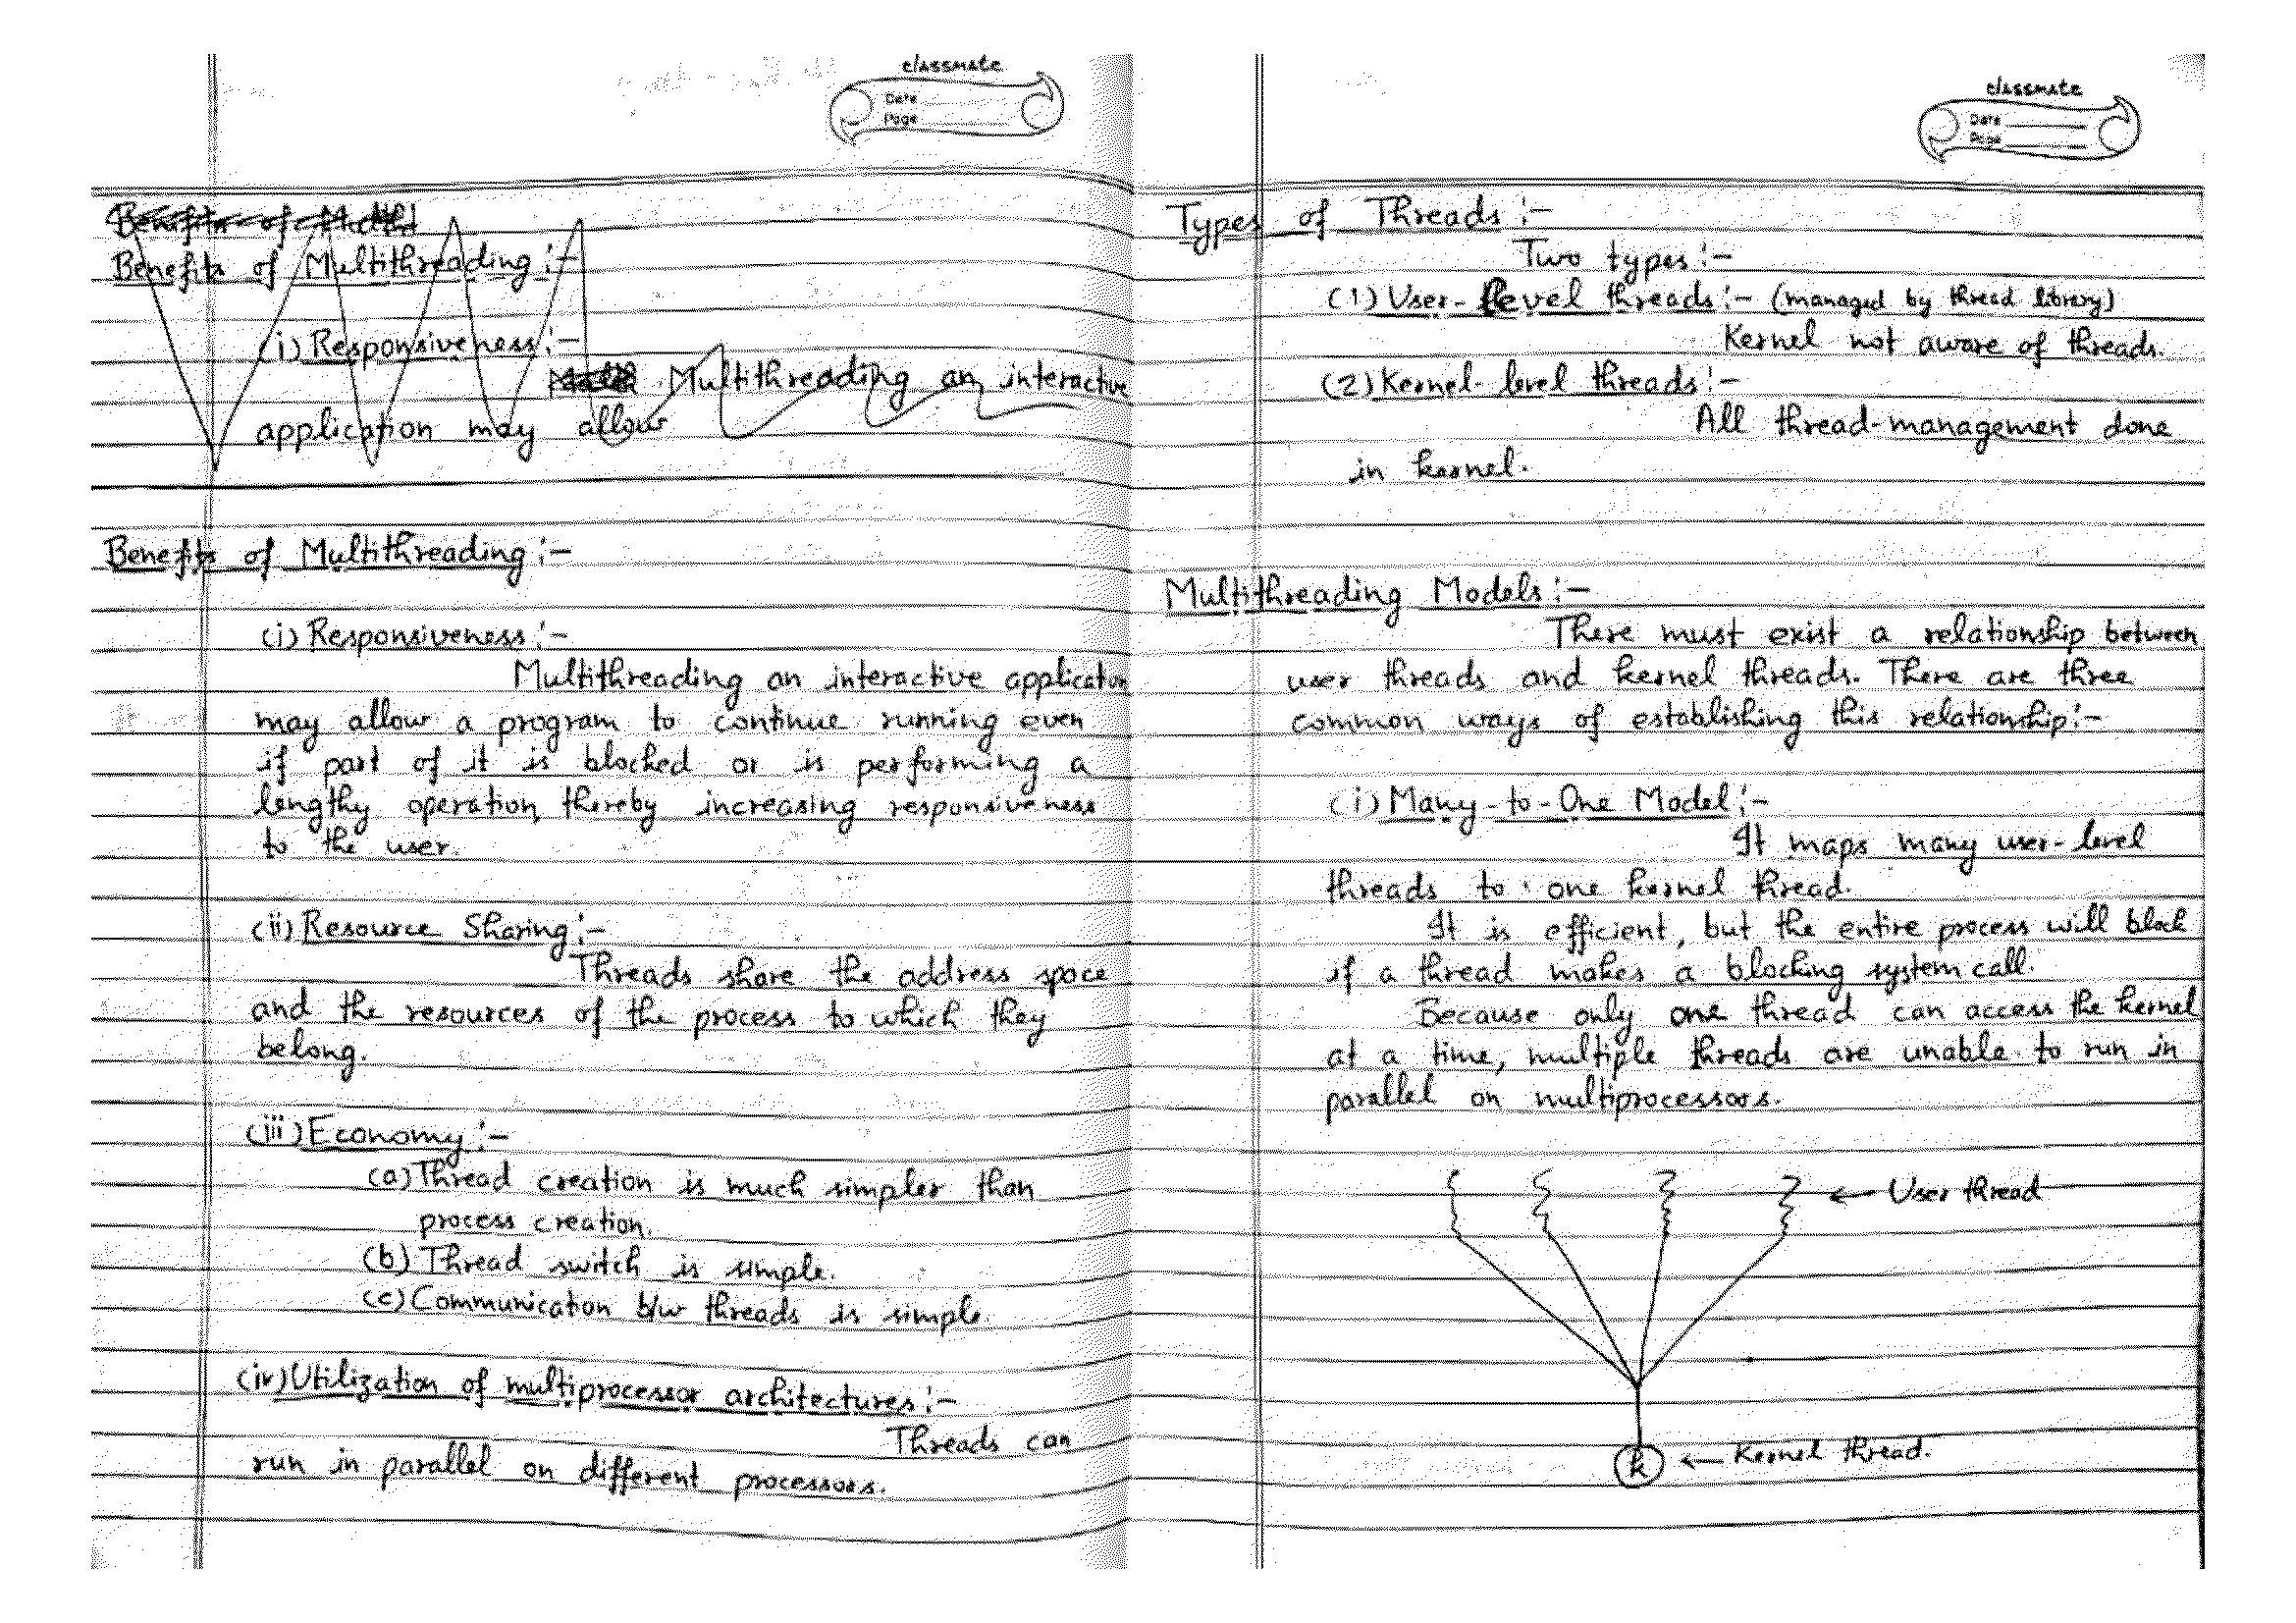 classmate
Date
Page
Benefits of Multithreading :-
(i) Responsiveness :-
Multithreading an interactive
application may allow
Benefits of Multithreading :-
(i) Responsiveness :-
Multithreading an interactive application
may allow a program to continue running even
if part of it is blocked or is performing a
lengthy operation, thereby increasing responsiveness
to the user.
(ii) Resource Sharing :-
Threads share the address space
and the resources of the process to which they
belong.
(iii) Economy :-
(a) Thread creation is much simpler than
process creation.
(b) Thread switch is simple.
(c) Communication b/w threads is simple.
(iv) Utilization of multiprocessor architectures :-
Threads can
run in parallel on different processors.
classmate
Date
Page
Types of Threads :-
Two types :-
(1) User-level threads :- (managed by thread library)
Kernel not aware of threads.
(2) Kernel-level threads :-
All thread-management done
in kernel.
Multithreading Models :-
There must exist a relationship between
user threads and kernel threads. There are three
common ways of establishing this relationship :-
(i) Many-to-One Model :-
It maps many user-level
threads to one kernel thread.
It is efficient, but the entire process will block
if a thread makes a blocking system call.
Because only one thread can access the kernel
at a time, multiple threads are unable to run in
parallel on multiprocessors.
← User thread
k ← Kernel thread.